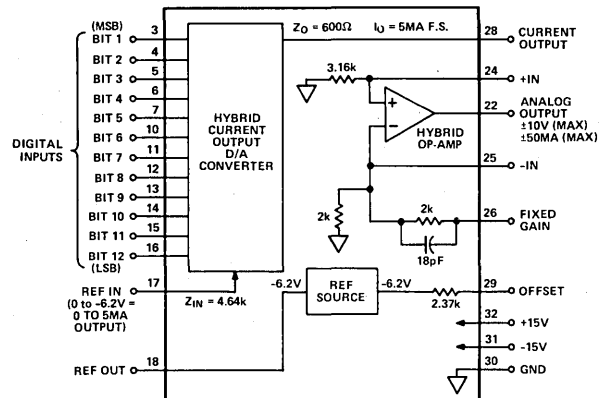 (MSB)
BIT 1 3
BIT 2 4
BIT 3 5
BIT 4 6
BIT 5 7
BIT 6 10
BIT 7 11
BIT 8 12
BIT 9 13
BIT 10 14
BIT 11 15
BIT 12 16
(LSB)
DIGITAL
INPUTS
REF IN 17
(0 to -6.2V =
0 TO 5MA
OUTPUT)
REF OUT 18
HYBRID
CURRENT
OUTPUT
D/A
CONVERTER
ZIN = 4.64k
ZO = 600Ω IO = 5MA F.S.
28 CURRENT
OUTPUT
3.16k
24 +IN
+
−
HYBRID
OP-AMP
22 ANALOG
OUTPUT
±10V (MAX)
±50MA (MAX)
25 -IN
2k
2k
18pF
26 FIXED
GAIN
-6.2V
REF
SOURCE
-6.2V
2.37k
29 OFFSET
32 +15V
31 -15V
30 GND